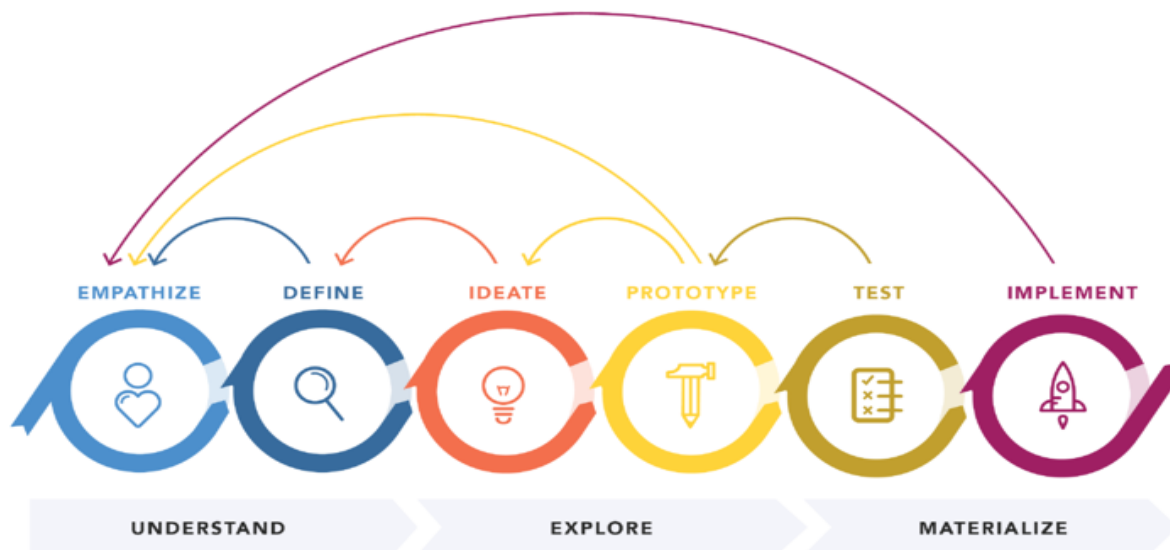 EMPATHIZE
DEFINE
IDEATE
PROTOTYPE
TEST
IMPLEMENT
UNDERSTAND
EXPLORE
MATERIALIZE